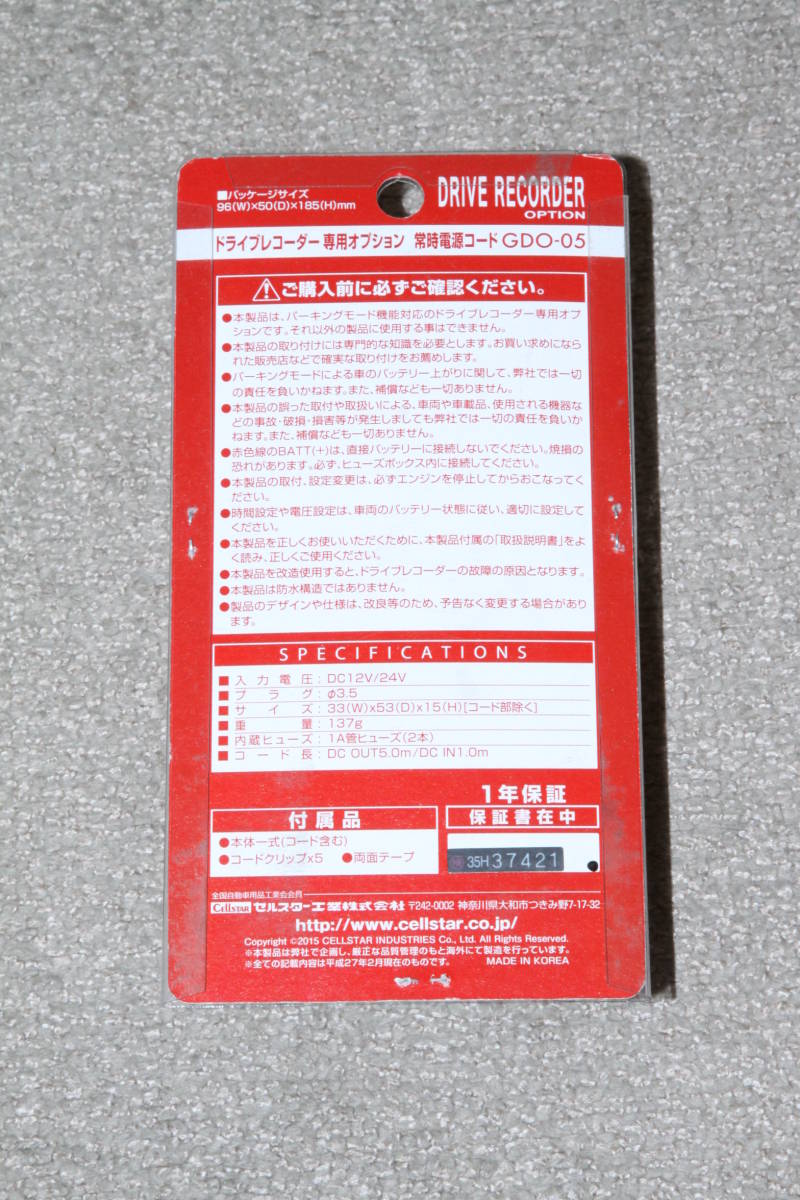 ■パッケージサイズ
96(W)×50(D)×185(H)mm
DRIVE RECORDER
OPTION
ドライブレコーダー 専用オプション 常時電源コード GDO-05
ご購入前に必ずご確認ください。
●本製品は、パーキングモード機能対応のドライブレコーダー専用オプ
ションです。それ以外の製品に使用する事はできません。
●本製品の取り付けには専門的な知識を必要とします。お買い求めになら
れた販売店などで確実な取り付けをお薦めします。
●パーキングモードによる車のバッテリー上がりに関して、弊社では一切
の責任を負いかねます。また、補償なども一切ありません。
●本製品の誤った取付や取扱いによる、車両や車載品、使用される機器な
どの事故・破損・損害等が発生しましても弊社では一切の責任を負いか
ねます。また、補償なども一切ありません。
●赤色線のBATT(+)は、直接バッテリーに接続しないでください。焼損の
恐れがあります。必ず、ヒューズボックス内に接続してください。
●本製品の取付、設定変更は、必ずエンジンを停止してからおこなってく
ださい。
●時間設定や電圧設定は、車両のバッテリー状態に従い、適切に設定して
ください。
●本製品を正しくお使いいただくために、本製品付属の「取扱説明書」をよ
く読み、正しくご使用ください。
●本製品を改造使用すると、ドライブレコーダーの故障の原因となります。
●本製品は防水構造ではありません。
●製品のデザインや仕様は、改良等のため、予告なく変更する場合があり
ます。
SPECIFICATIONS
■入力電圧：DC12V/24V
■プラグ：φ3.5
■サイズ：33(W)x53(D)x15(H)[コード部除く]
■重量：137g
■内蔵ヒューズ：1A管ヒューズ(2本)
■コード長：DC OUT5.0m/DC IN1.0m
1年保証
付属品
保証書在中
●本体一式(コード含む)
●コードクリップx5 ●両面テープ
35H37421
全国自動車用品工業会会員
CELLSTAR セルスター工業株式会社 〒242-0002 神奈川県大和市つきみ野7-17-32
http://www.cellstar.co.jp/
Copyright ©2015 CELLSTAR INDUSTRIES Co., Ltd. All Rights Reserved.
※本製品は弊社で企画し、厳正な品質管理のもと海外にて製造を行っています。
※全ての記載内容は平成27年2月現在のものです。 MADE IN KOREA